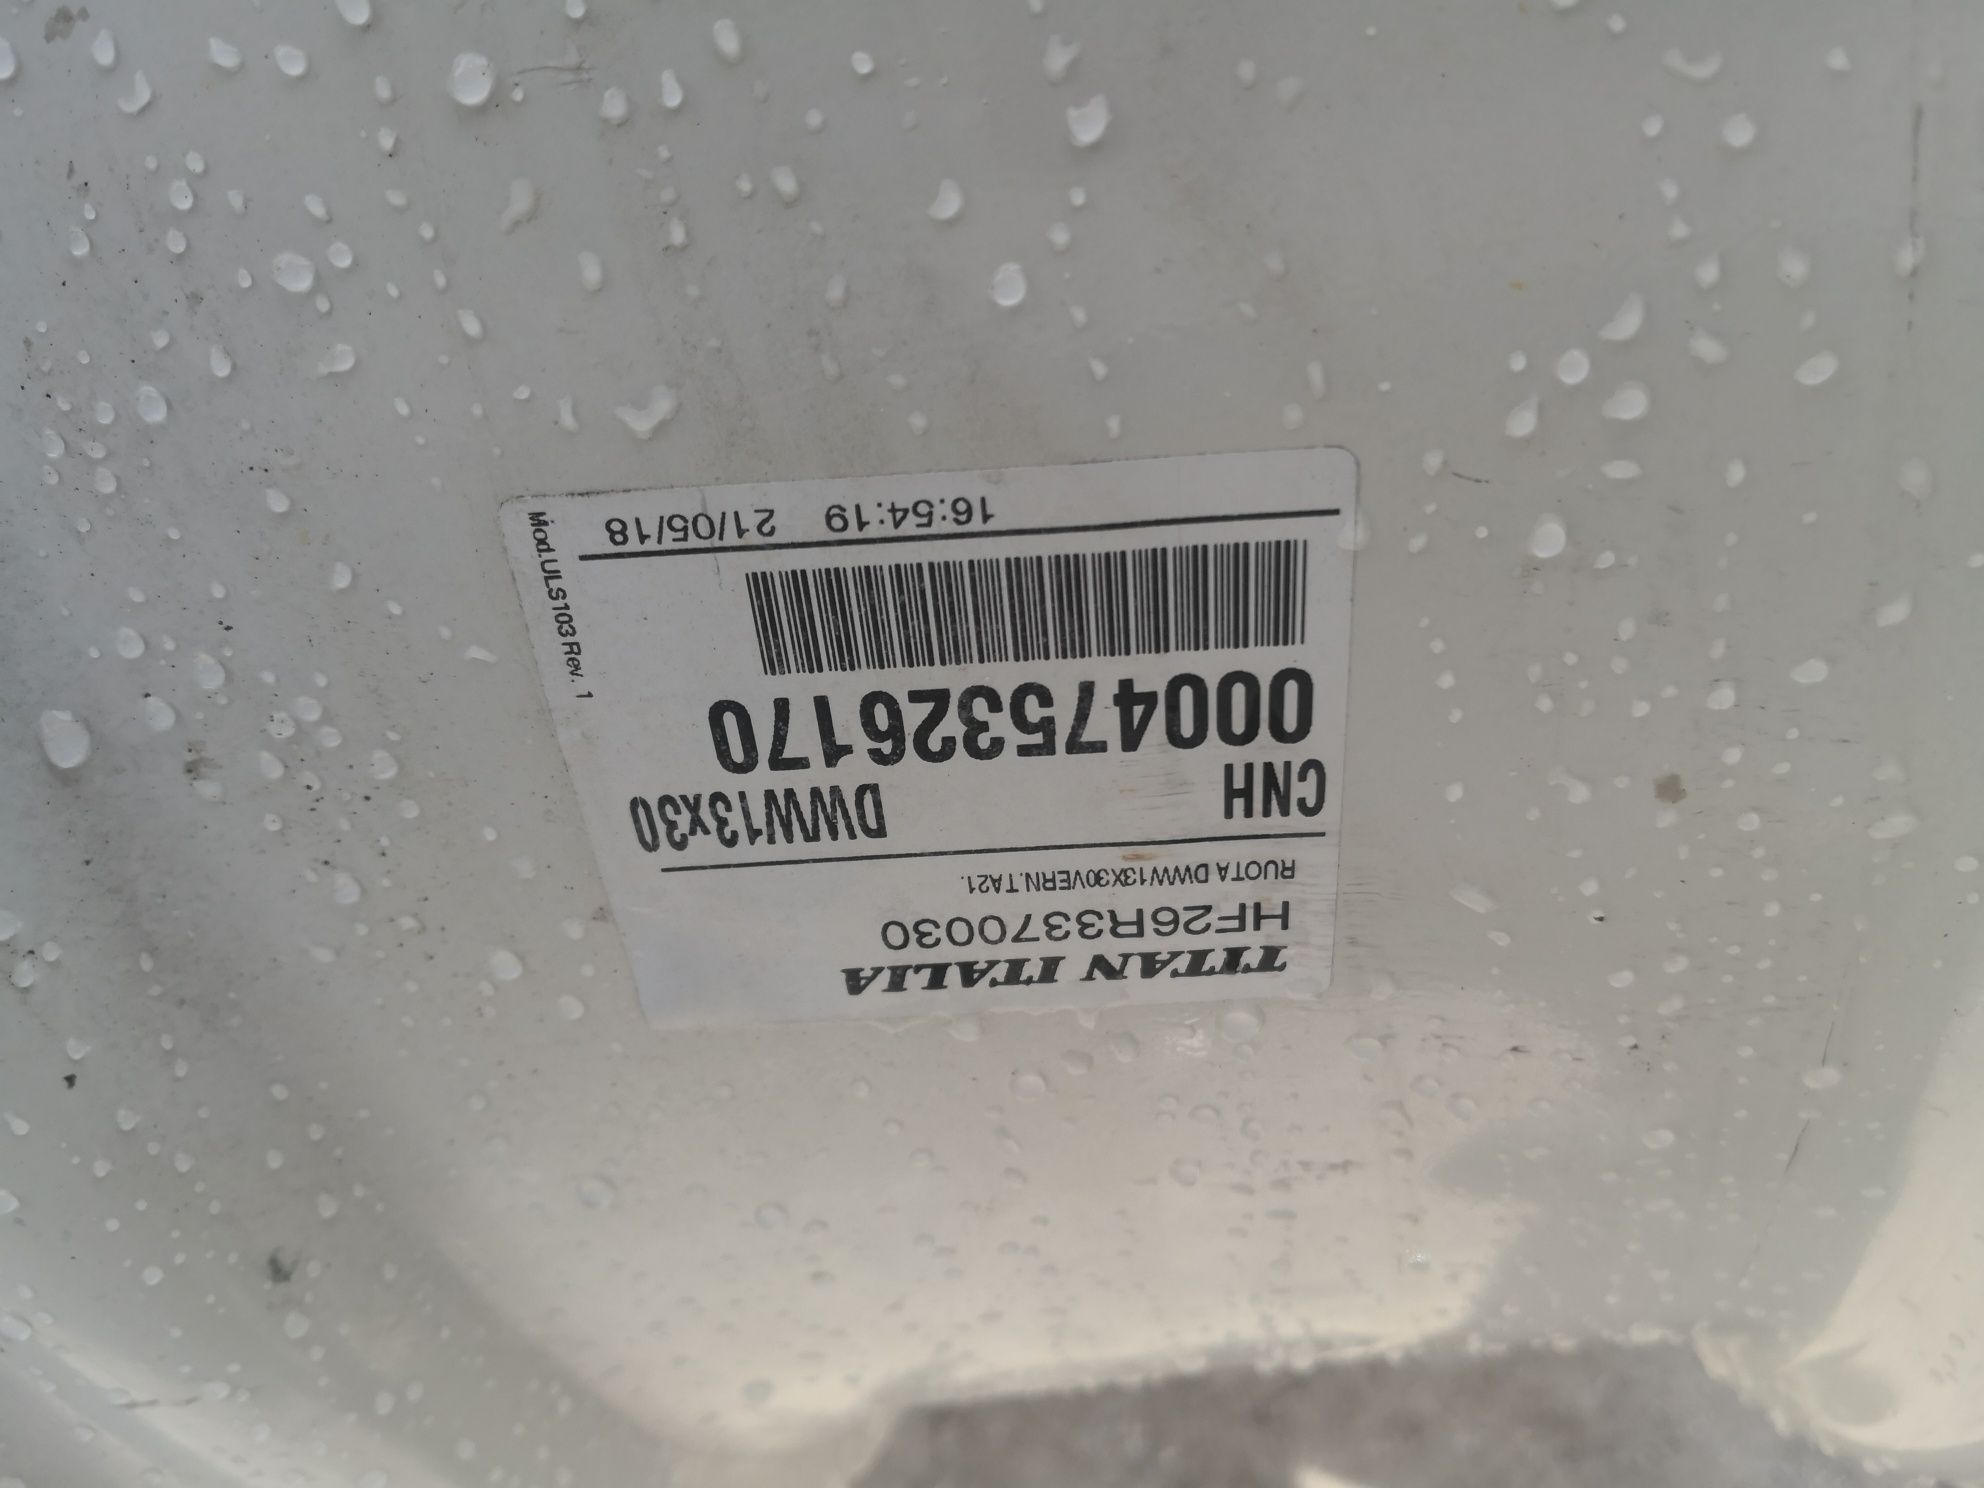 TITAN ITALIA
HF26R3370030
RUOTA DWW13X30VERN.TA21.
CNH DWW13x30
000475326170
16:54:19 21/05/18
Mod.ULS103 Rev. 1